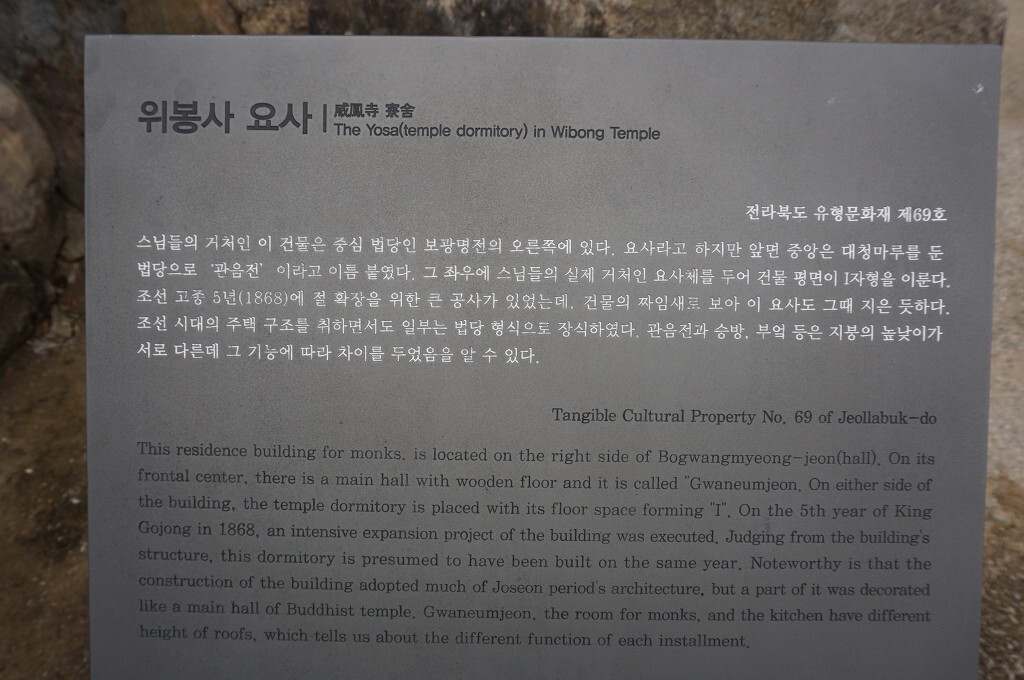 위봉사 요사 | 威鳳寺 寮舍
The Yosa(temple dormitory) in Wibong Temple
전라북도 유형문화재 제69호
스님들의 거처인 이 건물은 중심 법당인 보광명전의 오른쪽에 있다. 요사라고 하지만 앞면 중앙은 대청마루를 둔
법당으로 '관음전' 이라고 이름 붙였다. 그 좌우에 스님들의 실제 거처인 요사채를 두어 건물 평면이 I자형을 이룬다.
조선 고종 5년(1868)에 절 확장을 위한 큰 공사가 있었는데, 건물의 짜임새로 보아 이 요사도 그때 지은 듯하다.
조선 시대의 주택 구조를 취하면서도 일부는 법당 형식으로 장식하였다. 관음전과 승방, 부엌 등은 지붕의 높낮이가
서로 다른데 그 기능에 따라 차이를 두었음을 알 수 있다.
Tangible Cultural Property No. 69 of Jeollabuk-do
This residence building for monks, is located on the right side of Bogwangmyeong-jeon(hall). On its
frontal center, there is a main hall with wooden floor and it is called "Gwaneumjeon. On either side of
the building, the temple dormitory is placed with its floor space forming "I". On the 5th year of King
Gojong in 1868, an intensive expansion project of the building was executed. Judging from the building's
structure, this dormitory is presumed to have been built on the same year. Noteworthy is that the
construction of the building adopted much of Joseon period's architecture, but a part of it was decorated
like a main hall of Buddhist temple. Gwaneumjeon, the room for monks, and the kitchen have different
height of roofs, which tells us about the different function of each installment.